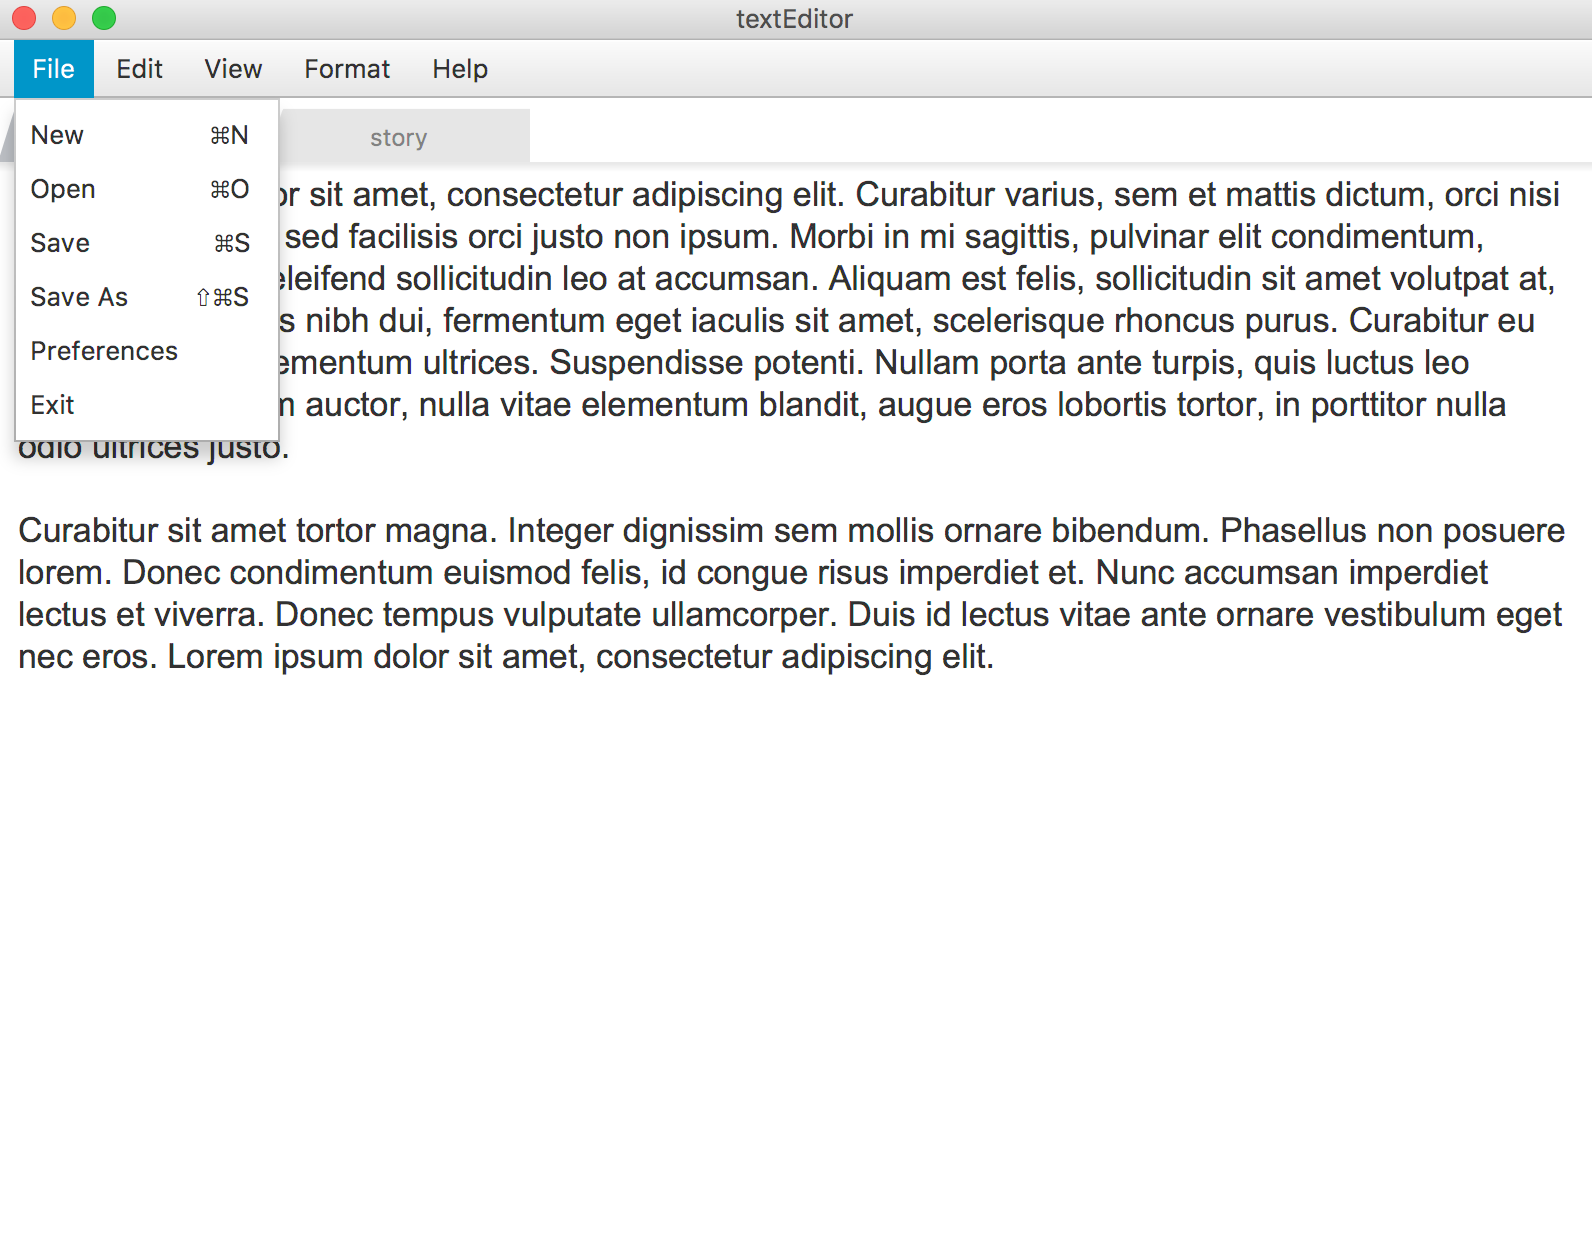 textEditor
File Edit View Format Help
New ⌘N
Open ⌘O
Save ⌘S
Save As ⇧⌘S
Preferences
Exit
story
sit amet, consectetur adipiscing elit. Curabitur varius, sem et mattis dictum, orci nisi
sed facilisis orci justo non ipsum. Morbi in mi sagittis, pulvinar elit condimentum,
eleifend sollicitudin leo at accumsan. Aliquam est felis, sollicitudin sit amet volutpat at,
nibh dui, fermentum eget iaculis sit amet, scelerisque rhoncus purus. Curabitur eu
ultrices. Suspendisse potenti. Nullam porta ante turpis, quis luctus leo
auctor, nulla vitae elementum blandit, augue eros lobortis tortor, in porttitor nulla
odio ultrices justo.
Curabitur sit amet tortor magna. Integer dignissim sem mollis ornare bibendum. Phasellus non posuere
lorem. Donec condimentum euismod felis, id congue risus imperdiet et. Nunc accumsan imperdiet
lectus et viverra. Donec tempus vulputate ullamcorper. Duis id lectus vitae ante ornare vestibulum eget
nec eros. Lorem ipsum dolor sit amet, consectetur adipiscing elit.